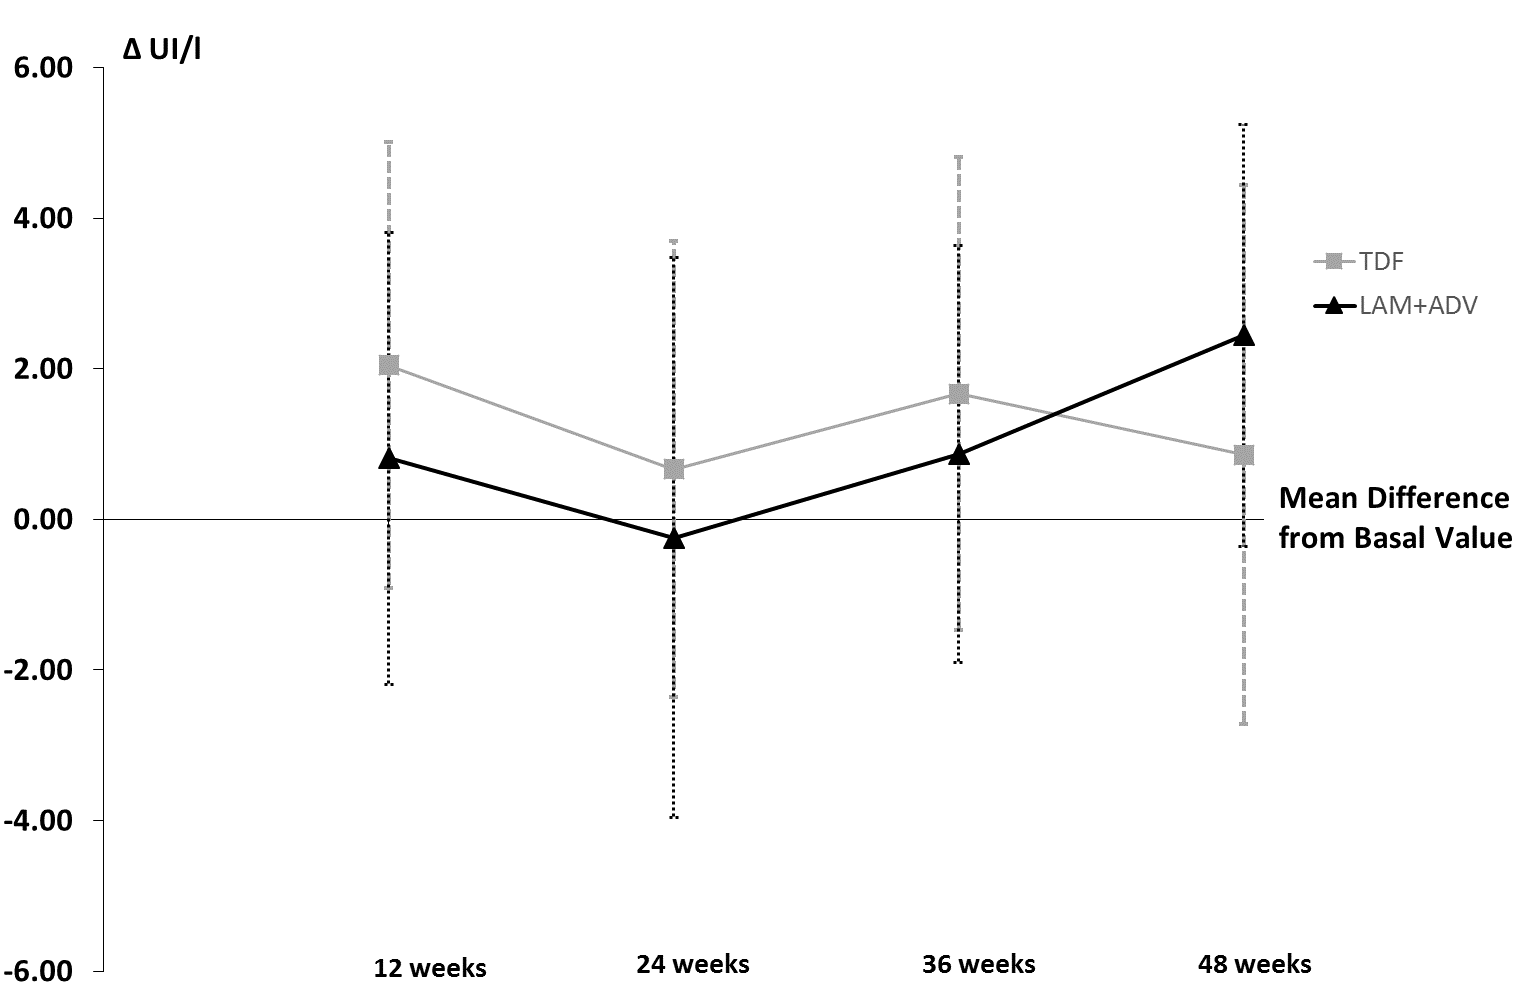 Δ UI/l
6.00
4.00
2.00
0.00
-2.00
-4.00
-6.00
TDF
LAM+ADV
Mean Difference
from Basal Value
12 weeks
24 weeks
36 weeks
48 weeks